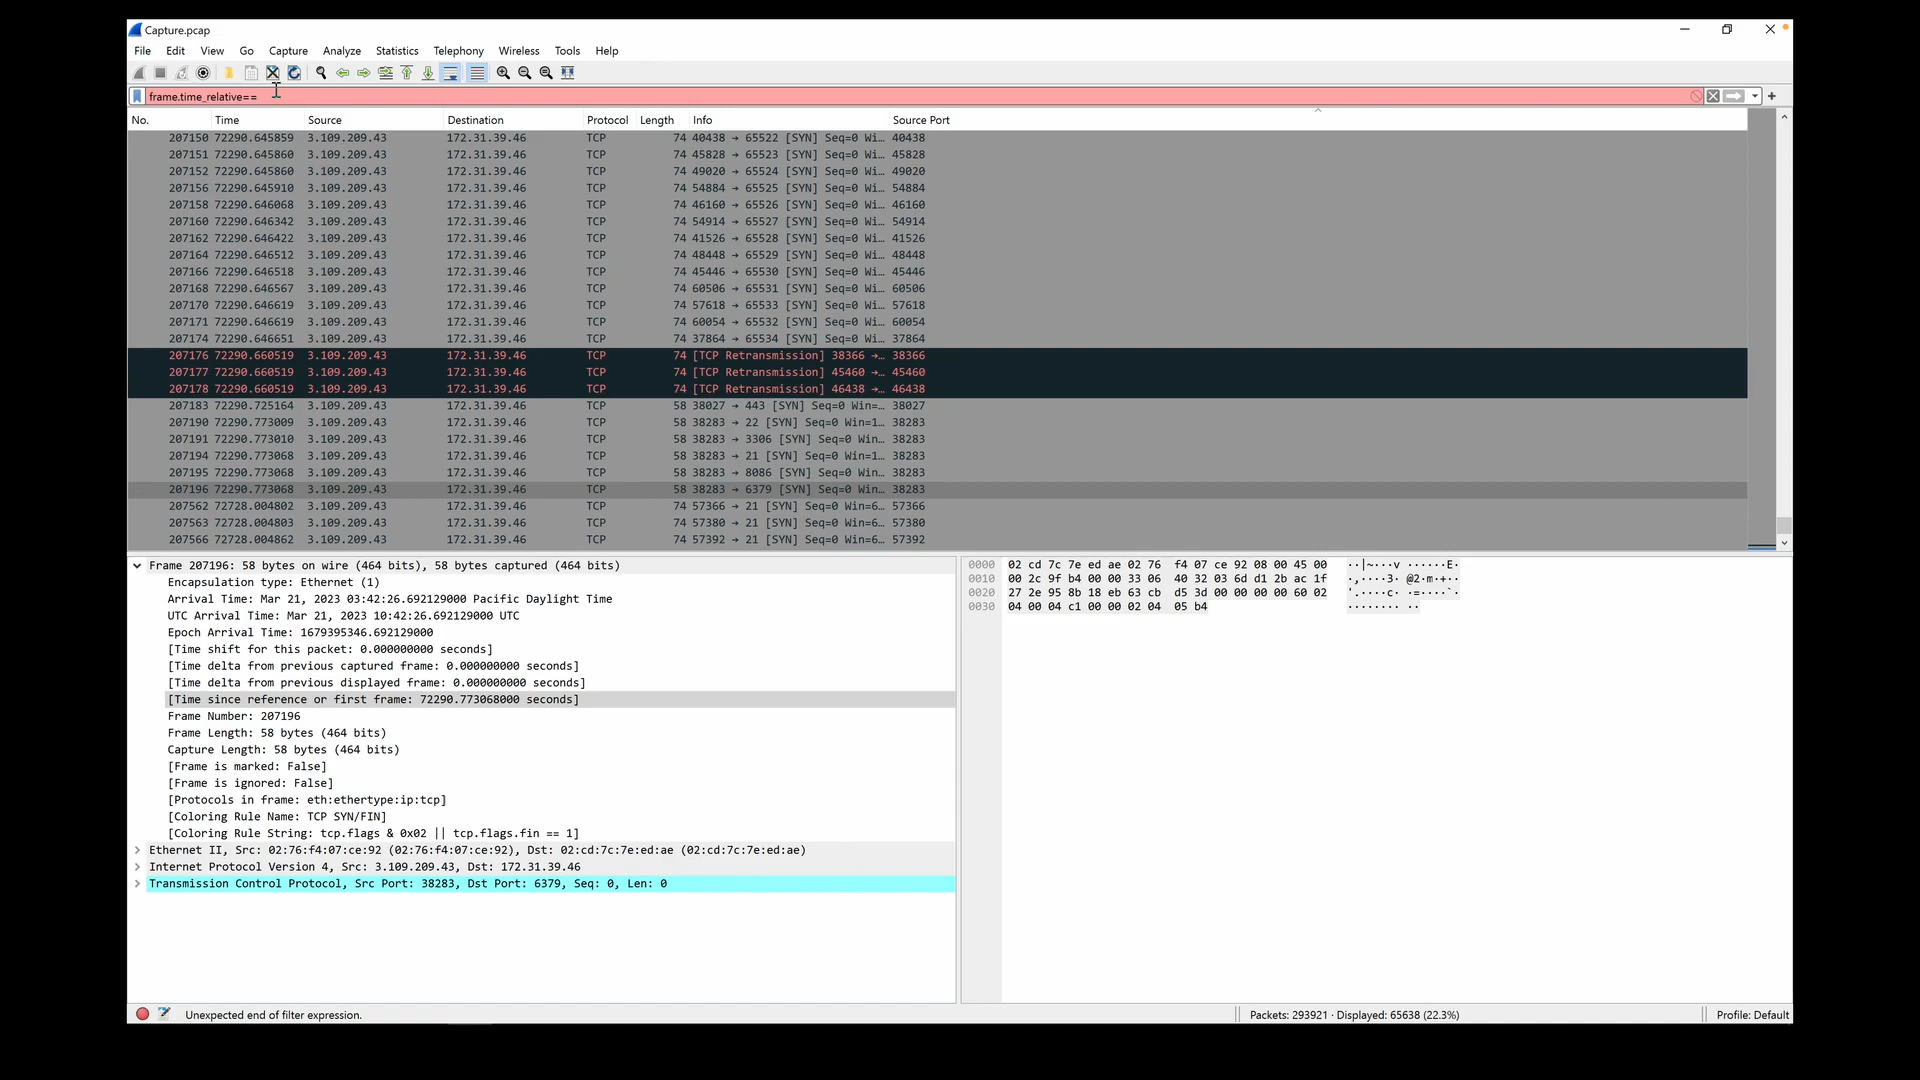 Capture.pcap
File Edit View Go Capture Analyze Statistics Telephony Wireless Tools Help
frame.time_relative==
No. Time Source Destination Protocol Length Info Source Port
207150 72290.645859 3.109.209.43 172.31.39.46 TCP 74 40438 → 65522 [SYN] Seq=0 Wi… 40438
207151 72290.645860 3.109.209.43 172.31.39.46 TCP 74 45828 → 65523 [SYN] Seq=0 Wi… 45828
207152 72290.645860 3.109.209.43 172.31.39.46 TCP 74 49020 → 65524 [SYN] Seq=0 Wi… 49020
207156 72290.645910 3.109.209.43 172.31.39.46 TCP 74 54884 → 65525 [SYN] Seq=0 Wi… 54884
207158 72290.646068 3.109.209.43 172.31.39.46 TCP 74 46160 → 65526 [SYN] Seq=0 Wi… 46160
207160 72290.646342 3.109.209.43 172.31.39.46 TCP 74 54914 → 65527 [SYN] Seq=0 Wi… 54914
207162 72290.646422 3.109.209.43 172.31.39.46 TCP 74 41526 → 65528 [SYN] Seq=0 Wi… 41526
207164 72290.646512 3.109.209.43 172.31.39.46 TCP 74 48448 → 65529 [SYN] Seq=0 Wi… 48448
207166 72290.646518 3.109.209.43 172.31.39.46 TCP 74 45446 → 65530 [SYN] Seq=0 Wi… 45446
207168 72290.646567 3.109.209.43 172.31.39.46 TCP 74 60506 → 65531 [SYN] Seq=0 Wi… 60506
207170 72290.646619 3.109.209.43 172.31.39.46 TCP 74 57618 → 65533 [SYN] Seq=0 Wi… 57618
207171 72290.646619 3.109.209.43 172.31.39.46 TCP 74 60054 → 65532 [SYN] Seq=0 Wi… 60054
207174 72290.646651 3.109.209.43 172.31.39.46 TCP 74 37864 → 65534 [SYN] Seq=0 Wi… 37864
207176 72290.660519 3.109.209.43 172.31.39.46 TCP 74 [TCP Retransmission] 38366 →… 38366
207177 72290.660519 3.109.209.43 172.31.39.46 TCP 74 [TCP Retransmission] 45460 →… 45460
207178 72290.660519 3.109.209.43 172.31.39.46 TCP 74 [TCP Retransmission] 46438 →… 46438
207183 72290.725164 3.109.209.43 172.31.39.46 TCP 58 38027 → 443 [SYN] Seq=0 Win=… 38027
207190 72290.773009 3.109.209.43 172.31.39.46 TCP 58 38283 → 22 [SYN] Seq=0 Win=1… 38283
207191 72290.773010 3.109.209.43 172.31.39.46 TCP 58 38283 → 3306 [SYN] Seq=0 Win… 38283
207194 72290.773068 3.109.209.43 172.31.39.46 TCP 58 38283 → 21 [SYN] Seq=0 Win=1… 38283
207195 72290.773068 3.109.209.43 172.31.39.46 TCP 58 38283 → 8086 [SYN] Seq=0 Win… 38283
207196 72290.773068 3.109.209.43 172.31.39.46 TCP 58 38283 → 6379 [SYN] Seq=0 Win… 38283
207562 72728.004802 3.109.209.43 172.31.39.46 TCP 74 57366 → 21 [SYN] Seq=0 Win=6… 57366
207563 72728.004803 3.109.209.43 172.31.39.46 TCP 74 57380 → 21 [SYN] Seq=0 Win=6… 57380
207566 72728.004862 3.109.209.43 172.31.39.46 TCP 74 57392 → 21 [SYN] Seq=0 Win=6… 57392
Frame 207196: 58 bytes on wire (464 bits), 58 bytes captured (464 bits)
Encapsulation type: Ethernet (1)
Arrival Time: Mar 21, 2023 03:42:26.692129000 Pacific Daylight Time
UTC Arrival Time: Mar 21, 2023 10:42:26.692129000 UTC
Epoch Arrival Time: 1679395346.692129000
[Time shift for this packet: 0.000000000 seconds]
[Time delta from previous captured frame: 0.000000000 seconds]
[Time delta from previous displayed frame: 0.000000000 seconds]
[Time since reference or first frame: 72290.773068000 seconds]
Frame Number: 207196
Frame Length: 58 bytes (464 bits)
Capture Length: 58 bytes (464 bits)
[Frame is marked: False]
[Frame is ignored: False]
[Protocols in frame: eth:ethertype:ip:tcp]
[Coloring Rule Name: TCP SYN/FIN]
[Coloring Rule String: tcp.flags & 0x02 || tcp.flags.fin == 1]
Ethernet II, Src: 02:76:f4:07:ce:92 (02:76:f4:07:ce:92), Dst: 02:cd:7c:7e:ed:ae (02:cd:7c:7e:ed:ae)
Internet Protocol Version 4, Src: 3.109.209.43, Dst: 172.31.39.46
Transmission Control Protocol, Src Port: 38283, Dst Port: 6379, Seq: 0, Len: 0
0000 02 cd 7c 7e ed ae 02 76 f4 07 ce 92 08 00 45 00 ··|~···v ······E·
0010 00 2c 9f b4 00 00 33 06 40 32 03 6d d1 2b ac 1f ·,····3· @2·m·+··
0020 27 2e 95 8b 18 eb 63 cb d5 3d 00 00 00 00 60 02 '.····c· ·=····`·
0030 04 00 04 c1 00 00 02 04 05 b4 ········ ··
Unexpected end of filter expression.
Packets: 293921 · Displayed: 65638 (22.3%)
Profile: Default